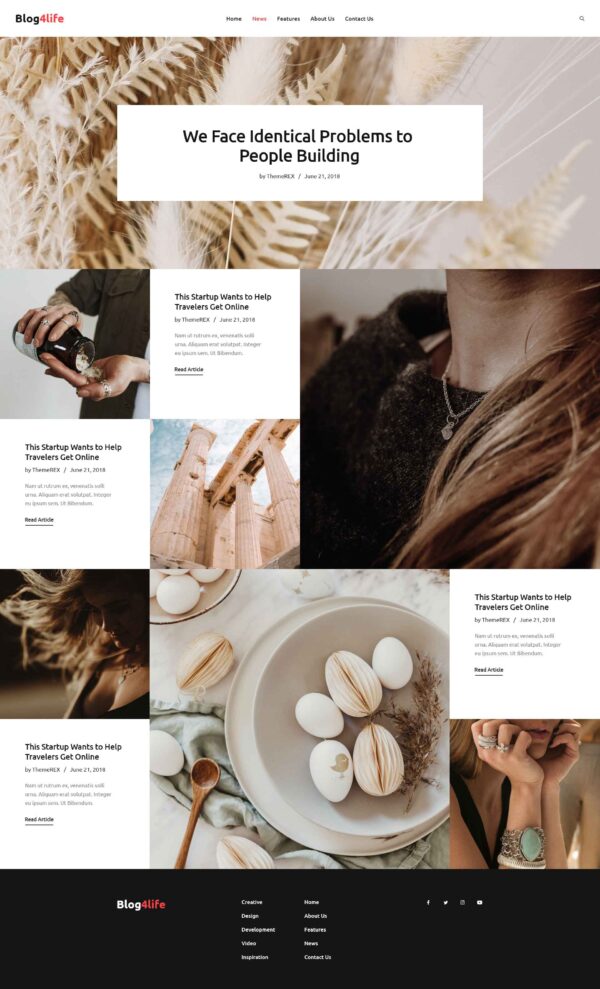 Blog4life
Home News Features About Us Contact Us
We Face Identical Problems to
People Building
by ThemeREX / June 21, 2018
This Startup Wants to Help
Travelers Get Online
by ThemeREX / June 21, 2018
Nam ut rutrum ex, venenatis solli
urna. Aliquam erat volutpat. Integer
eu ipsum sem. Ut Bibendum.
Read Article
This Startup Wants to Help
Travelers Get Online
by ThemeREX / June 21, 2018
Nam ut rutrum ex, venenatis solli
urna. Aliquam erat volutpat. Integer
eu ipsum sem. Ut Bibendum.
Read Article
This Startup Wants to Help
Travelers Get Online
by ThemeREX / June 21, 2018
Nam ut rutrum ex, venenatis solli
urna. Aliquam erat volutpat. Integer
eu ipsum sem. Ut Bibendum.
Read Article
This Startup Wants to Help
Travelers Get Online
by ThemeREX / June 21, 2018
Nam ut rutrum ex, venenatis solli
urna. Aliquam erat volutpat. Integer
eu ipsum sem. Ut Bibendum.
Read Article
Blog4life
Creative
Design
Development
Video
Inspiration
Home
About Us
Features
News
Contact Us